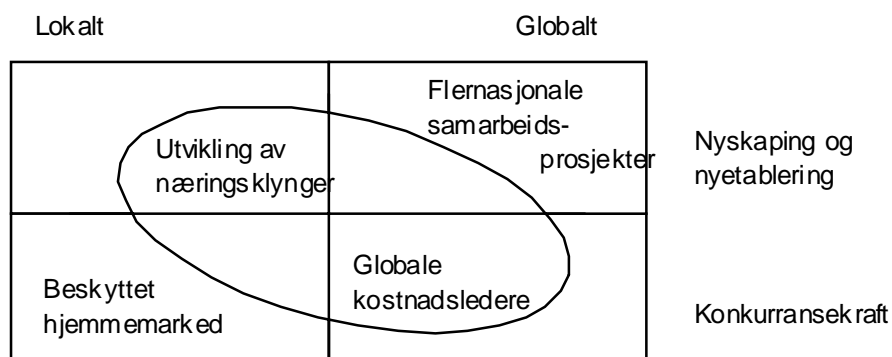 Lokalt
Globalt
Flernasjonale
samarbeids-
prosjekter
Utvikling av
næringsklynger
Nyskaping og
nyetablering
Beskyttet
hjemmemarked
Globale
kostnadsledere
Konkurransekraft